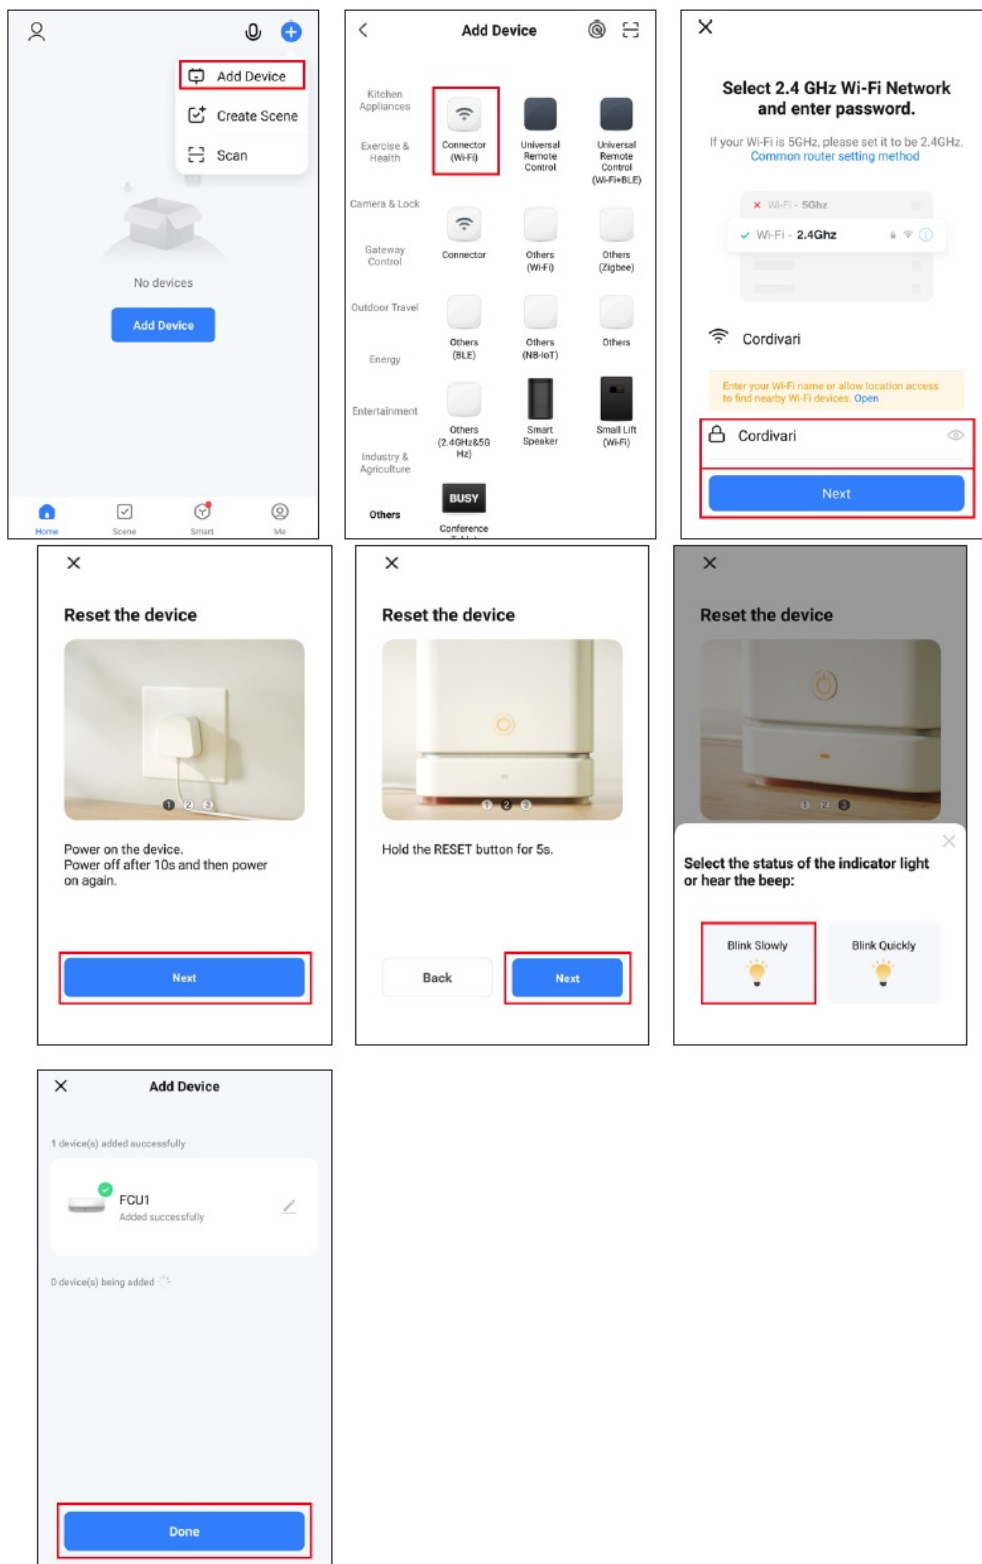 Add Device
Create Scene
Scan
No devices
Add Device
Home
Scene
Smart
Me
Add Device
Kitchen
Appliances
Exercise &
Health
Camera & Lock
Gateway
Control
Outdoor Travel
Energy
Entertainment
Industry &
Agriculture
Others
Connector
(Wi-Fi)
Universal
Remote
Control
Universal
Remote
Control
(Wi-Fi+BLE)
Connector
Others
(Wi-Fi)
Others
(Zigbee)
Others
(BLE)
Others
(NB-IoT)
Others
Others
(2.4GHz&5G
Hz)
Smart
Speaker
Small Lift
(Wi-Fi)
BUSY
Conference
Select 2.4 GHz Wi-Fi Network
and enter password.
If your Wi-Fi is 5GHz, please set it to be 2.4GHz.
Common router setting method
Wi-Fi - 5Ghz
Wi-Fi - 2.4Ghz
Cordivari
Enter your Wi-Fi name or allow location access
to find nearby Wi-Fi devices. Open
Cordivari
Next
Reset the device
1 2 3
Power on the device.
Power off after 10s and then power
on again.
Next
Reset the device
1 2 3
Hold the RESET button for 5s.
Back
Next
Reset the device
1 2 3
Select the status of the indicator light
or hear the beep:
Blink Slowly
Blink Quickly
Add Device
1 device(s) added successfully
FCU1
Added successfully
0 device(s) being added
Done